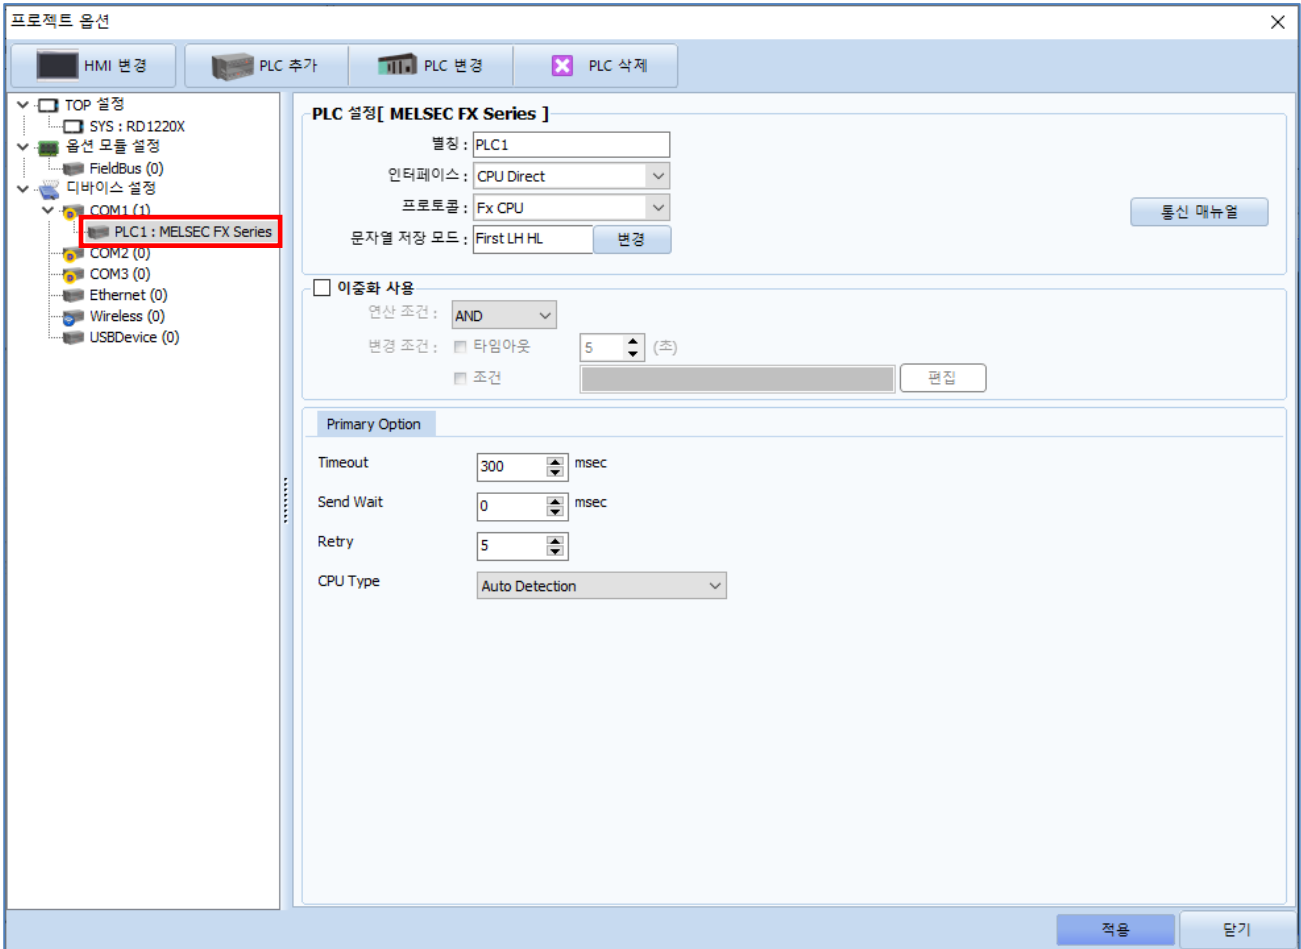 프로젝트 옵션
HMI 변경
PLC 추가
PLC 변경
PLC 삭제
TOP 설정
SYS : RD1220X
옵션 모듈 설정
FieldBus (0)
디바이스 설정
COM1 (1)
PLC1 : MELSEC FX Series
COM2 (0)
COM3 (0)
Ethernet (0)
Wireless (0)
USBDevice (0)
PLC 설정[ MELSEC FX Series ]
별칭 : PLC1
인터페이스 : CPU Direct
프로토콜 : Fx CPU
통신 매뉴얼
문자열 저장 모드 : First LH HL 변경
이중화 사용
연산 조건 : AND
변경 조건 : 타임아웃 5 (초)
조건 편집
Primary Option
Timeout 300 msec
Send Wait 0 msec
Retry 5
CPU Type Auto Detection
적용
닫기